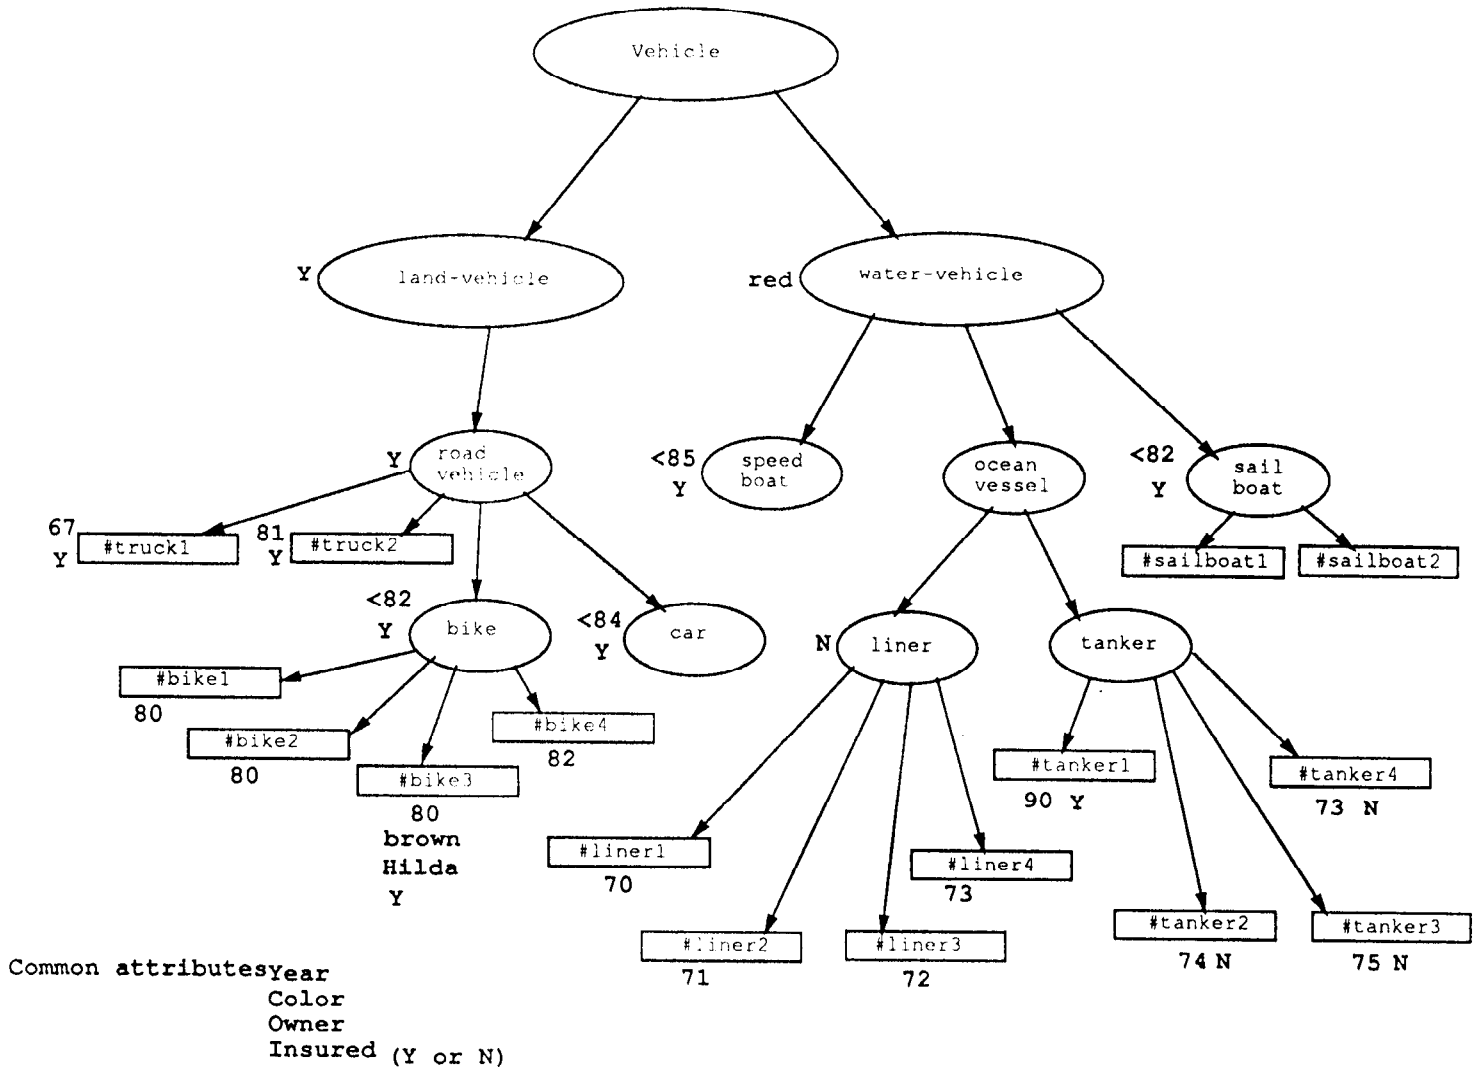 Vehicle
Y
land-vehicle
red
water-vehicle
Y
road
vehicle
<85
Y
speed
boat
ocean
vessel
<82
Y
sail
boat
67
Y
#truck1
81
Y
#truck2
#sailboat1
#sailboat2
<82
Y
bike
<84
Y
car
N
liner
tanker
#bike1
80
#bike2
80
#bike3
80
brown
Hilda
Y
#bike4
82
#tanker1
90 Y
#tanker4
73 N
#liner1
70
#liner4
73
#liner2
71
#liner3
72
#tanker2
74 N
#tanker3
75 N
Common attributes Year
Color
Owner
Insured (Y or N)